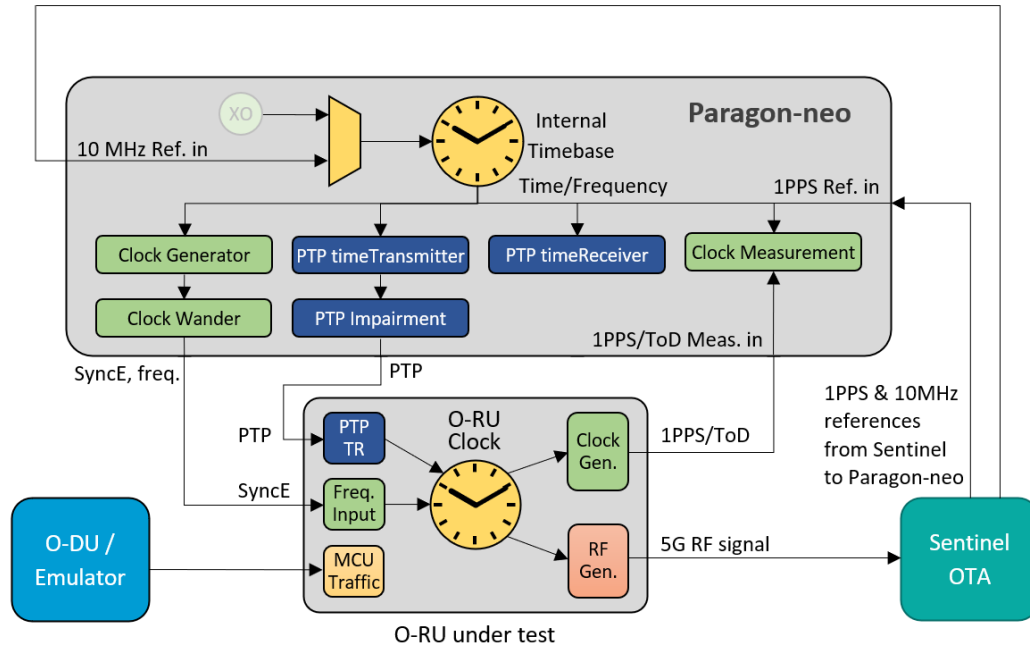 XO
Paragon-neo
Internal
Timebase
10 MHz Ref. in
Time/Frequency
1PPS Ref. in
Clock Generator
PTP timeTransmitter
PTP timeReceiver
Clock Measurement
Clock Wander
PTP Impairment
1PPS/ToD Meas. in
SyncE, freq.
PTP
1PPS & 10MHz
references
from Sentinel
to Paragon-neo
PTP
PTP
TR
O-RU
Clock
Clock
Gen.
1PPS/ToD
SyncE
Freq.
Input
O-DU /
Emulator
MCU
Traffic
RF
Gen.
5G RF signal
Sentinel
OTA
O-RU under test